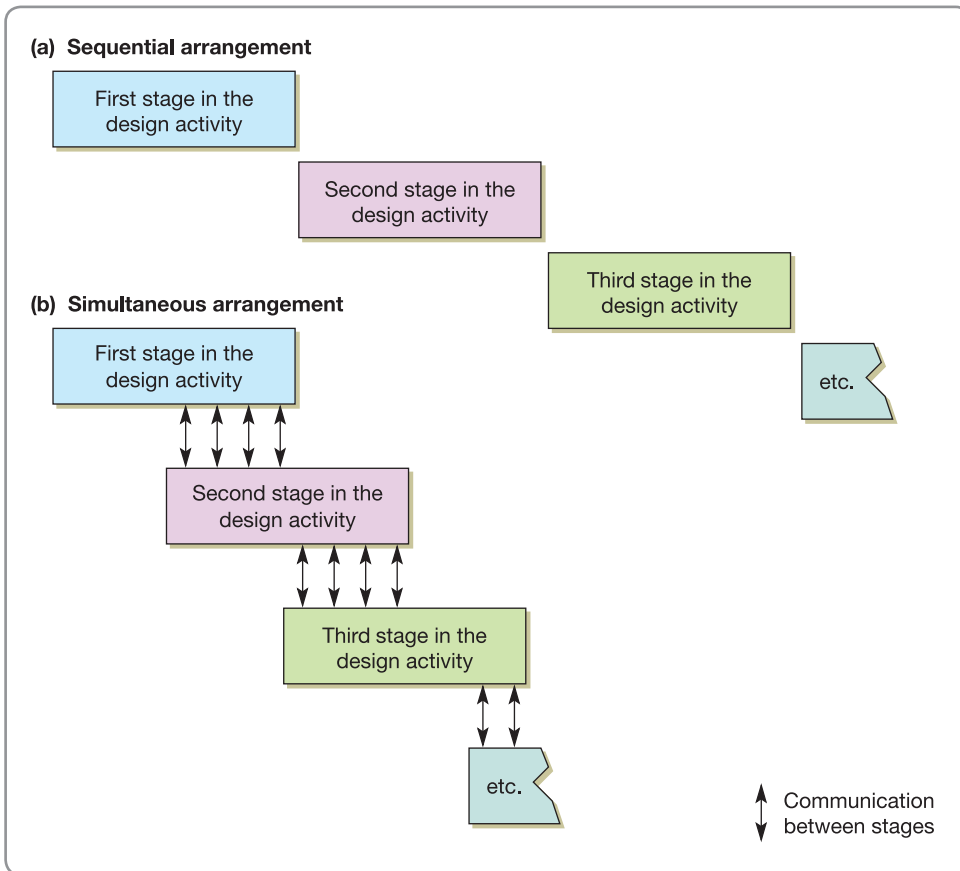 (a) Sequential arrangement
First stage in the
design activity
Second stage in the
design activity
Third stage in the
design activity
etc.
(b) Simultaneous arrangement
First stage in the
design activity
Second stage in the
design activity
Third stage in the
design activity
etc.
Communication
between stages